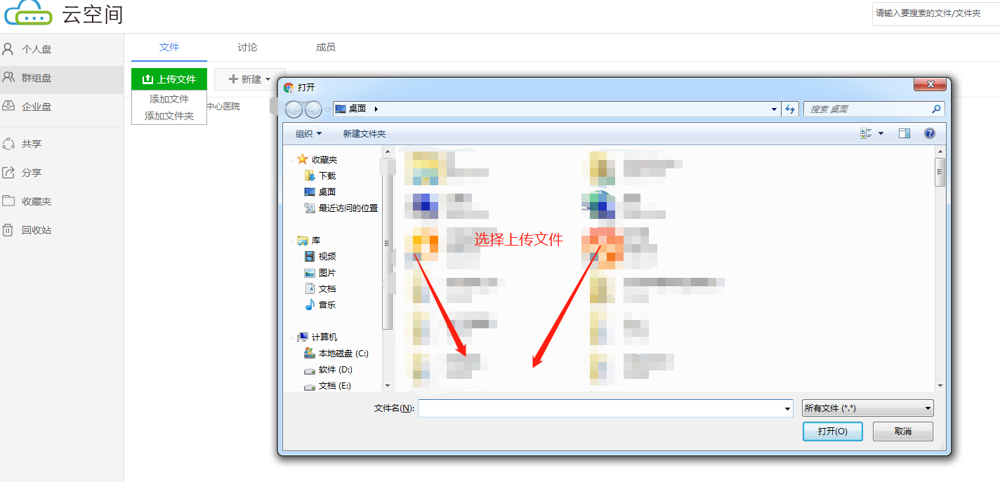 云空间
请输入要搜索的文件/文件夹
个人盘
群组盘
企业盘
共享
分享
收藏夹
回收站
文件
讨论
成员
上传文件
新建
添加文件
添加文件夹
中心医院
打开
桌面
搜索 桌面
组织
新建文件夹
收藏夹
下载
桌面
最近访问的位置
库
视频
图片
文档
音乐
计算机
本地磁盘 (C:)
软件 (D:)
文档 (E:)
选择上传文件
文件名(N):
所有文件 (*.*)
打开(O)
取消